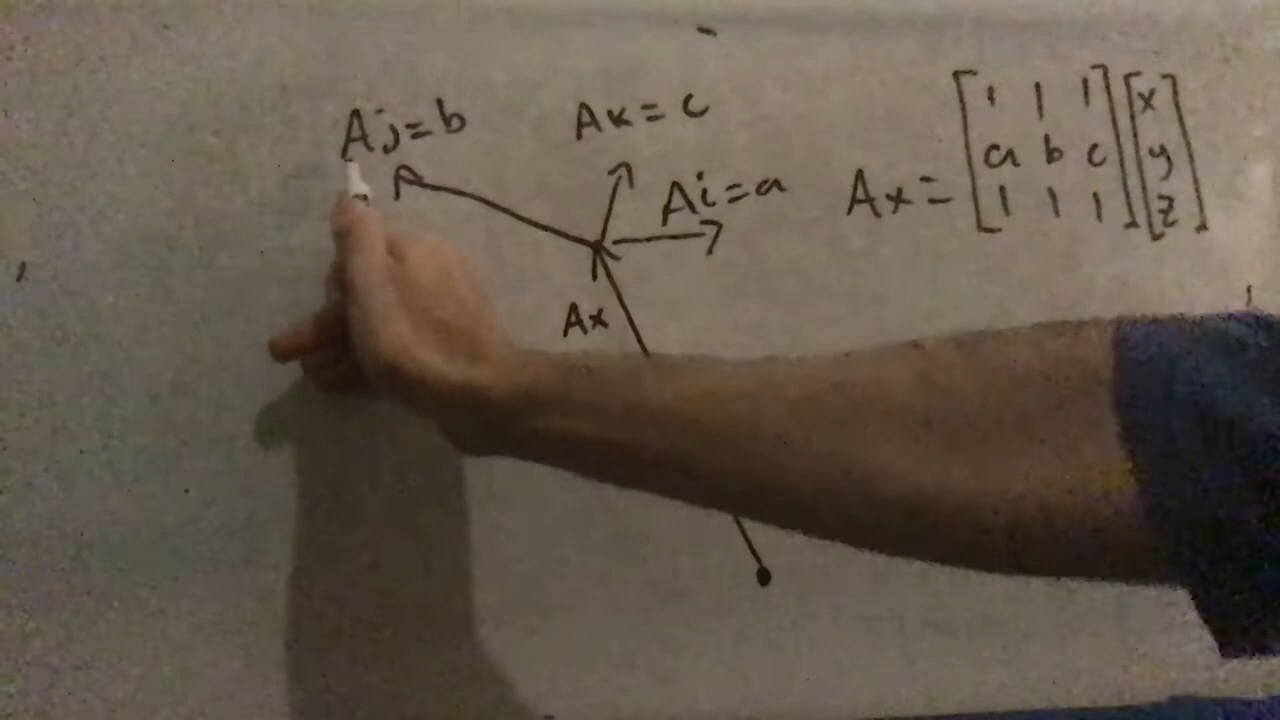 Aj=b
Ak=c
Ai=a
Ax
Ax = [1 1 1] [x]
[a b c] [y]
[1 1 1] [z]